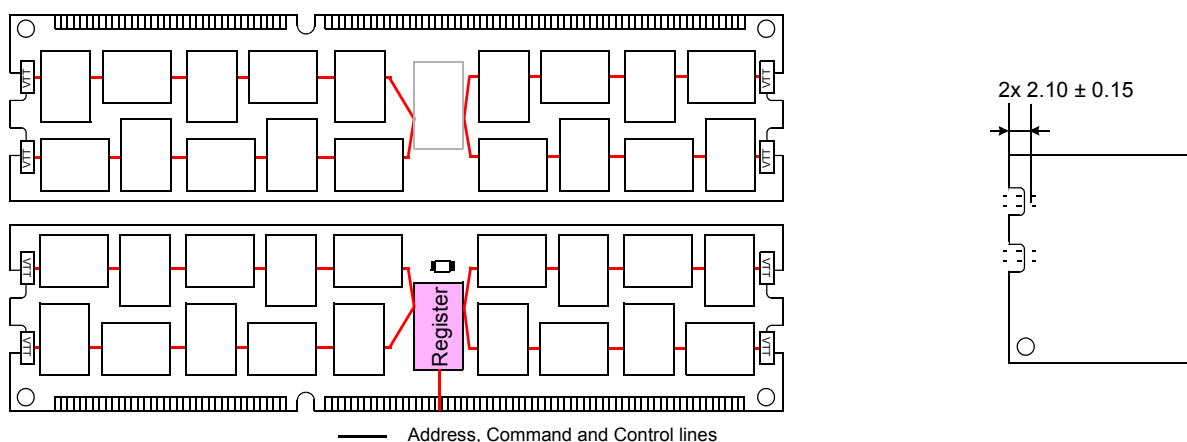 VTT
VTT
2x 2.10 ± 0.15
VTT
VTT
VTT
VTT
Register
VTT
VTT
Address, Command and Control lines